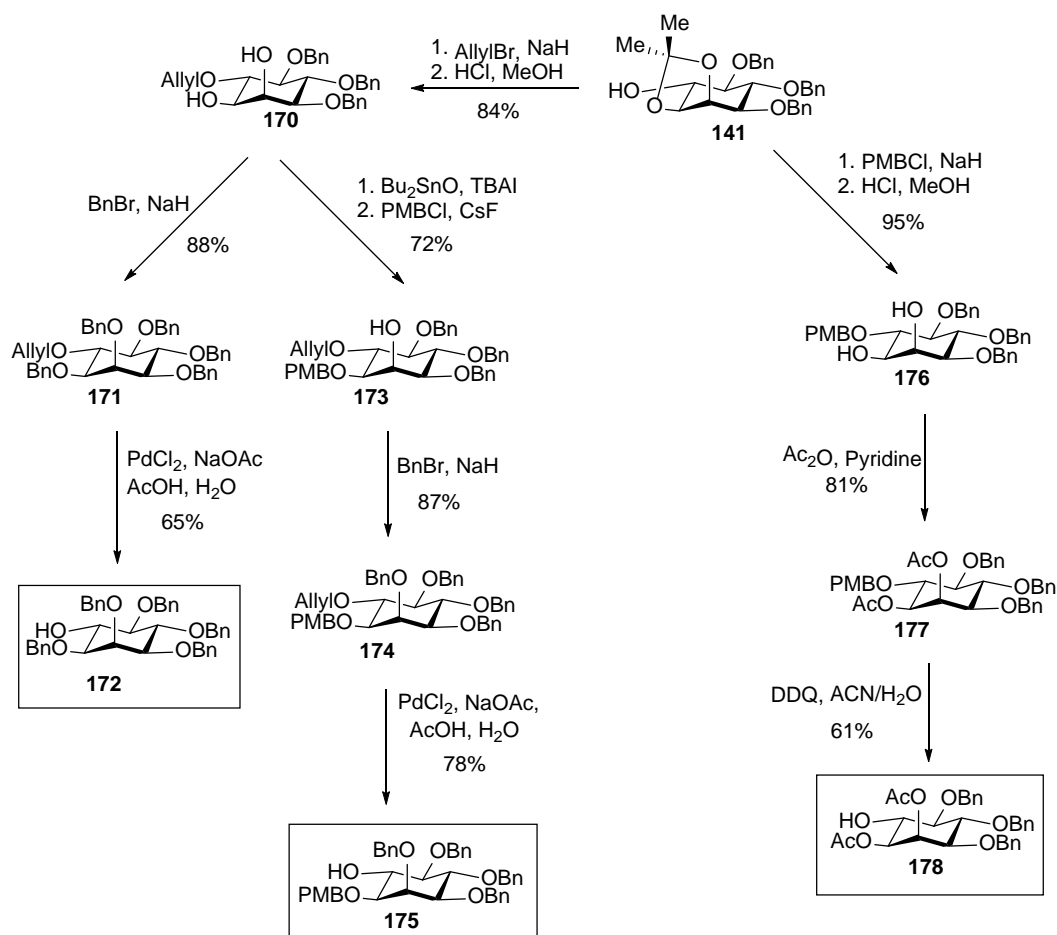 Me
Me
O
O
HO
OBn
OBn
OBn
141
1. AllylBr, NaH
2. HCl, MeOH
84%
HO
OBn
AllylO
HO
OBn
OBn
170
BnBr, NaH
88%
1. Bu2SnO, TBAI
2. PMBCl, CsF
72%
1. PMBCl, NaH
2. HCl, MeOH
95%
BnO
OBn
AllylO
BnO
OBn
OBn
171
HO
OBn
AllylO
PMBO
OBn
OBn
173
HO
OBn
PMBO
HO
OBn
OBn
176
PdCl2, NaOAc
AcOH, H2O
65%
BnBr, NaH
87%
Ac2O, Pyridine
81%
BnO
OBn
HO
BnO
OBn
OBn
172
BnO
OBn
AllylO
PMBO
OBn
OBn
174
AcO
OBn
PMBO
AcO
OBn
OBn
177
PdCl2, NaOAc,
AcOH, H2O
78%
DDQ, ACN/H2O
61%
BnO
OBn
HO
PMBO
OBn
OBn
175
AcO
OBn
HO
AcO
OBn
OBn
178